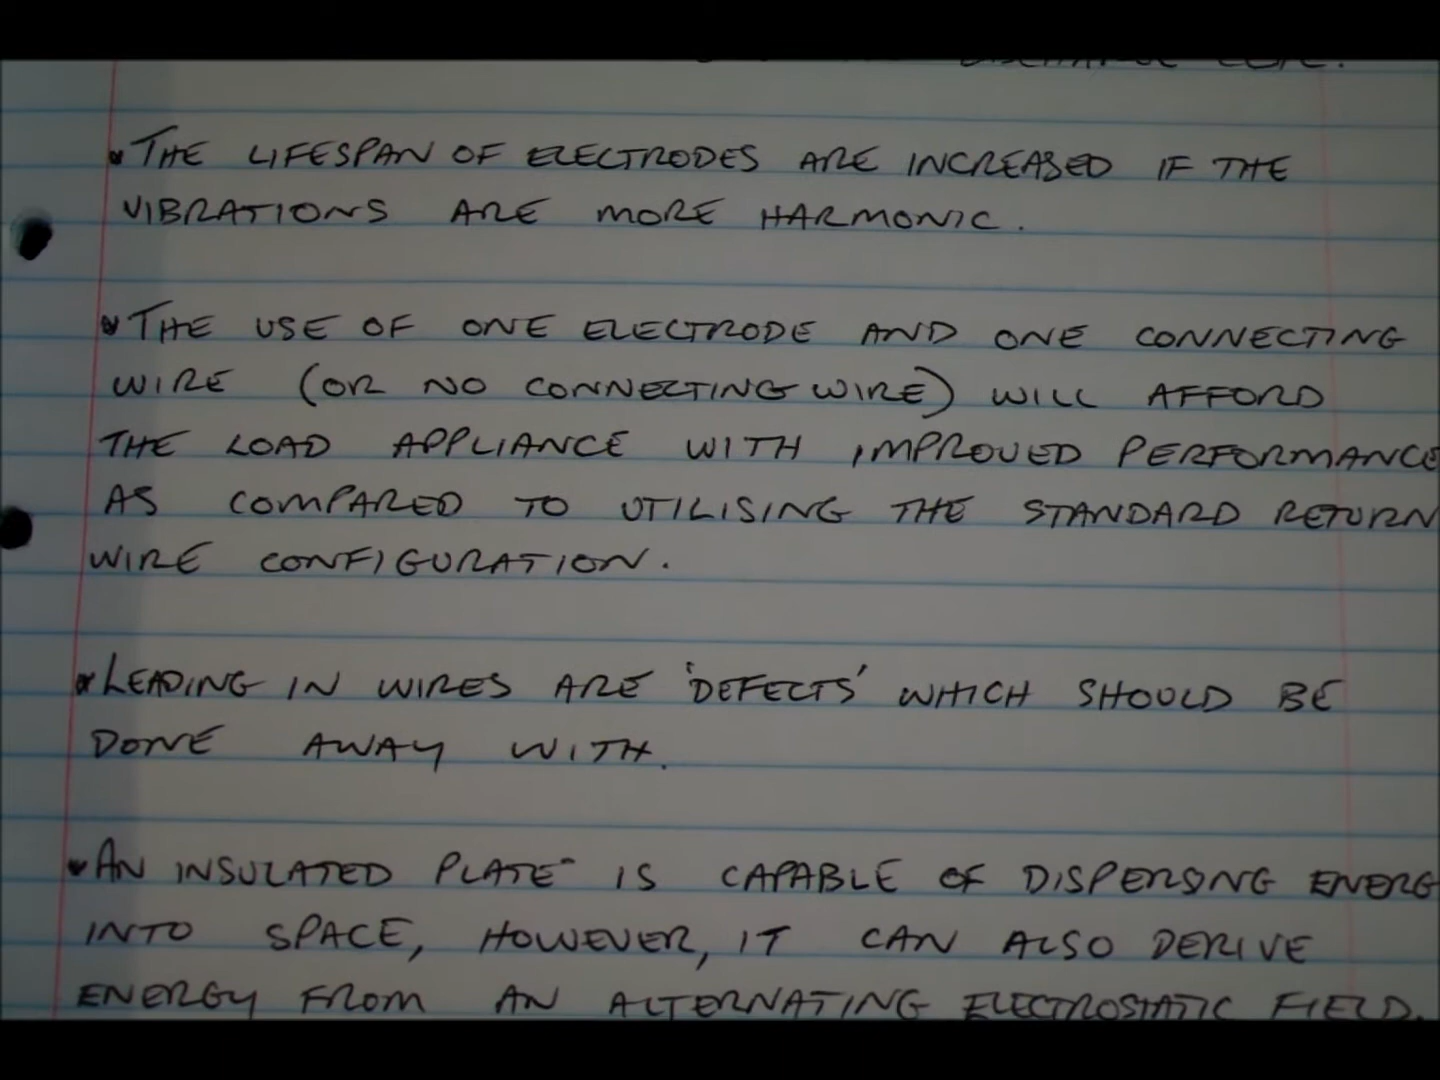 • THE LIFESPAN OF ELECTRODES ARE INCREASED IF THE
VIBRATIONS ARE MORE HARMONIC.
• THE USE OF ONE ELECTRODE AND ONE CONNECTING
WIRE (OR NO CONNECTING WIRE) WILL AFFORD
THE LOAD APPLIANCE WITH IMPROVED PERFORMANCE
AS COMPARED TO UTILISING THE STANDARD RETURN
WIRE CONFIGURATION.
• LEADING IN WIRES ARE 'DEFECTS' WHICH SHOULD BE
DONE AWAY WITH.
• AN INSULATED PLATE IS CAPABLE OF DISPERSING ENERG
INTO SPACE, HOWEVER, IT CAN ALSO DERIVE
ENERGY FROM AN ALTERNATING ELECTROSTATIC FIELD.